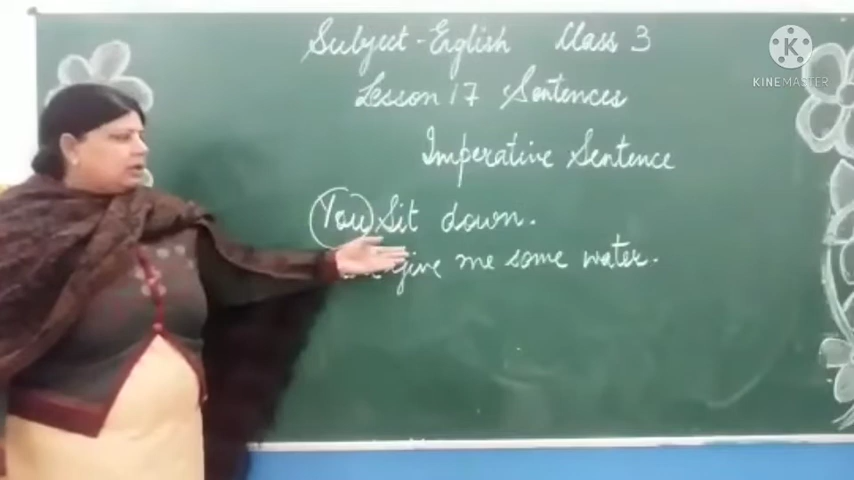 Subject - English Class 3
Lesson 17 Sentences
Imperative Sentence
You Sit down.
give me some water.
KINEMASTER